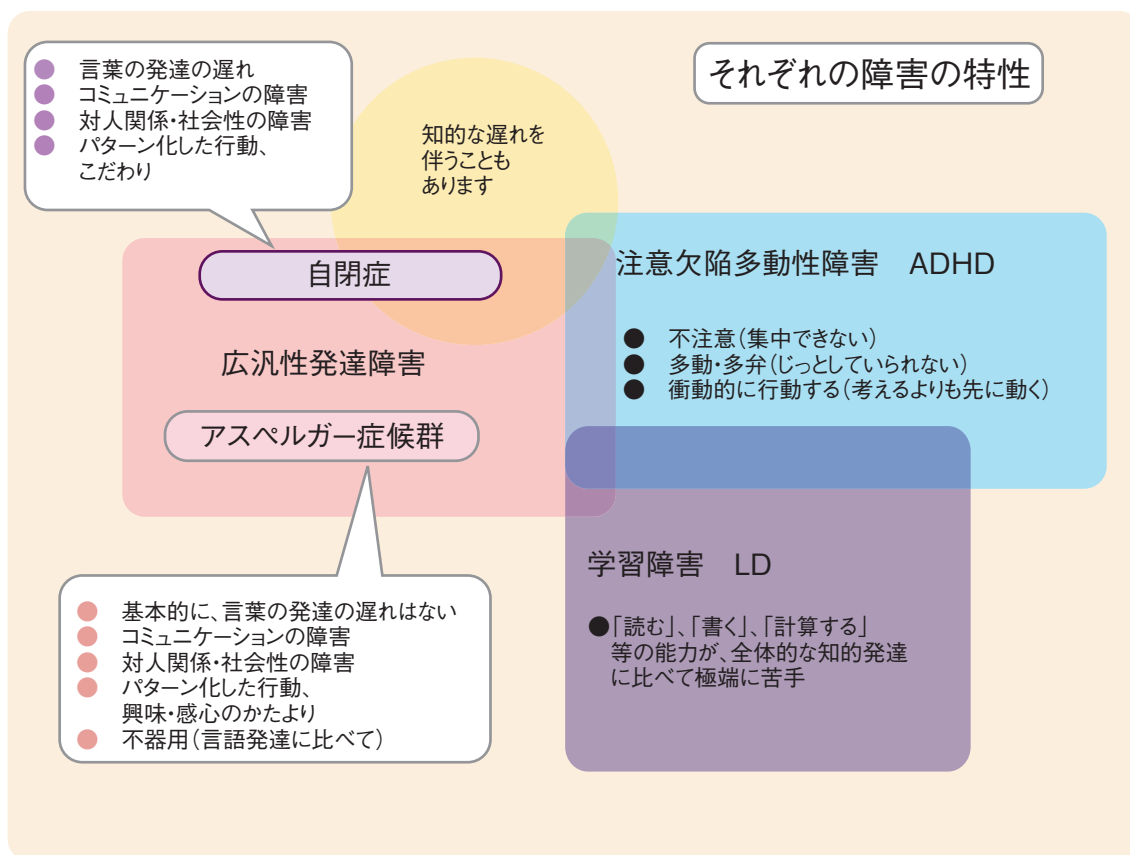 それぞれの障害の特性
● 言葉の発達の遅れ
● コミュニケーションの障害
● 対人関係・社会性の障害
● パターン化した行動、
こだわり
知的な遅れを
伴うことも
あります
自閉症
広汎性発達障害
アスペルガー症候群
注意欠陥多動性障害　ADHD
● 不注意(集中できない)
● 多動・多弁(じっとしていられない)
● 衝動的に行動する(考えるよりも先に動く)
学習障害　LD
●「読む」、「書く」、「計算する」
等の能力が、全体的な知的発達
に比べて極端に苦手
● 基本的に、言葉の発達の遅れはない
● コミュニケーションの障害
● 対人関係・社会性の障害
● パターン化した行動、
興味・感心のかたより
● 不器用(言語発達に比べて)